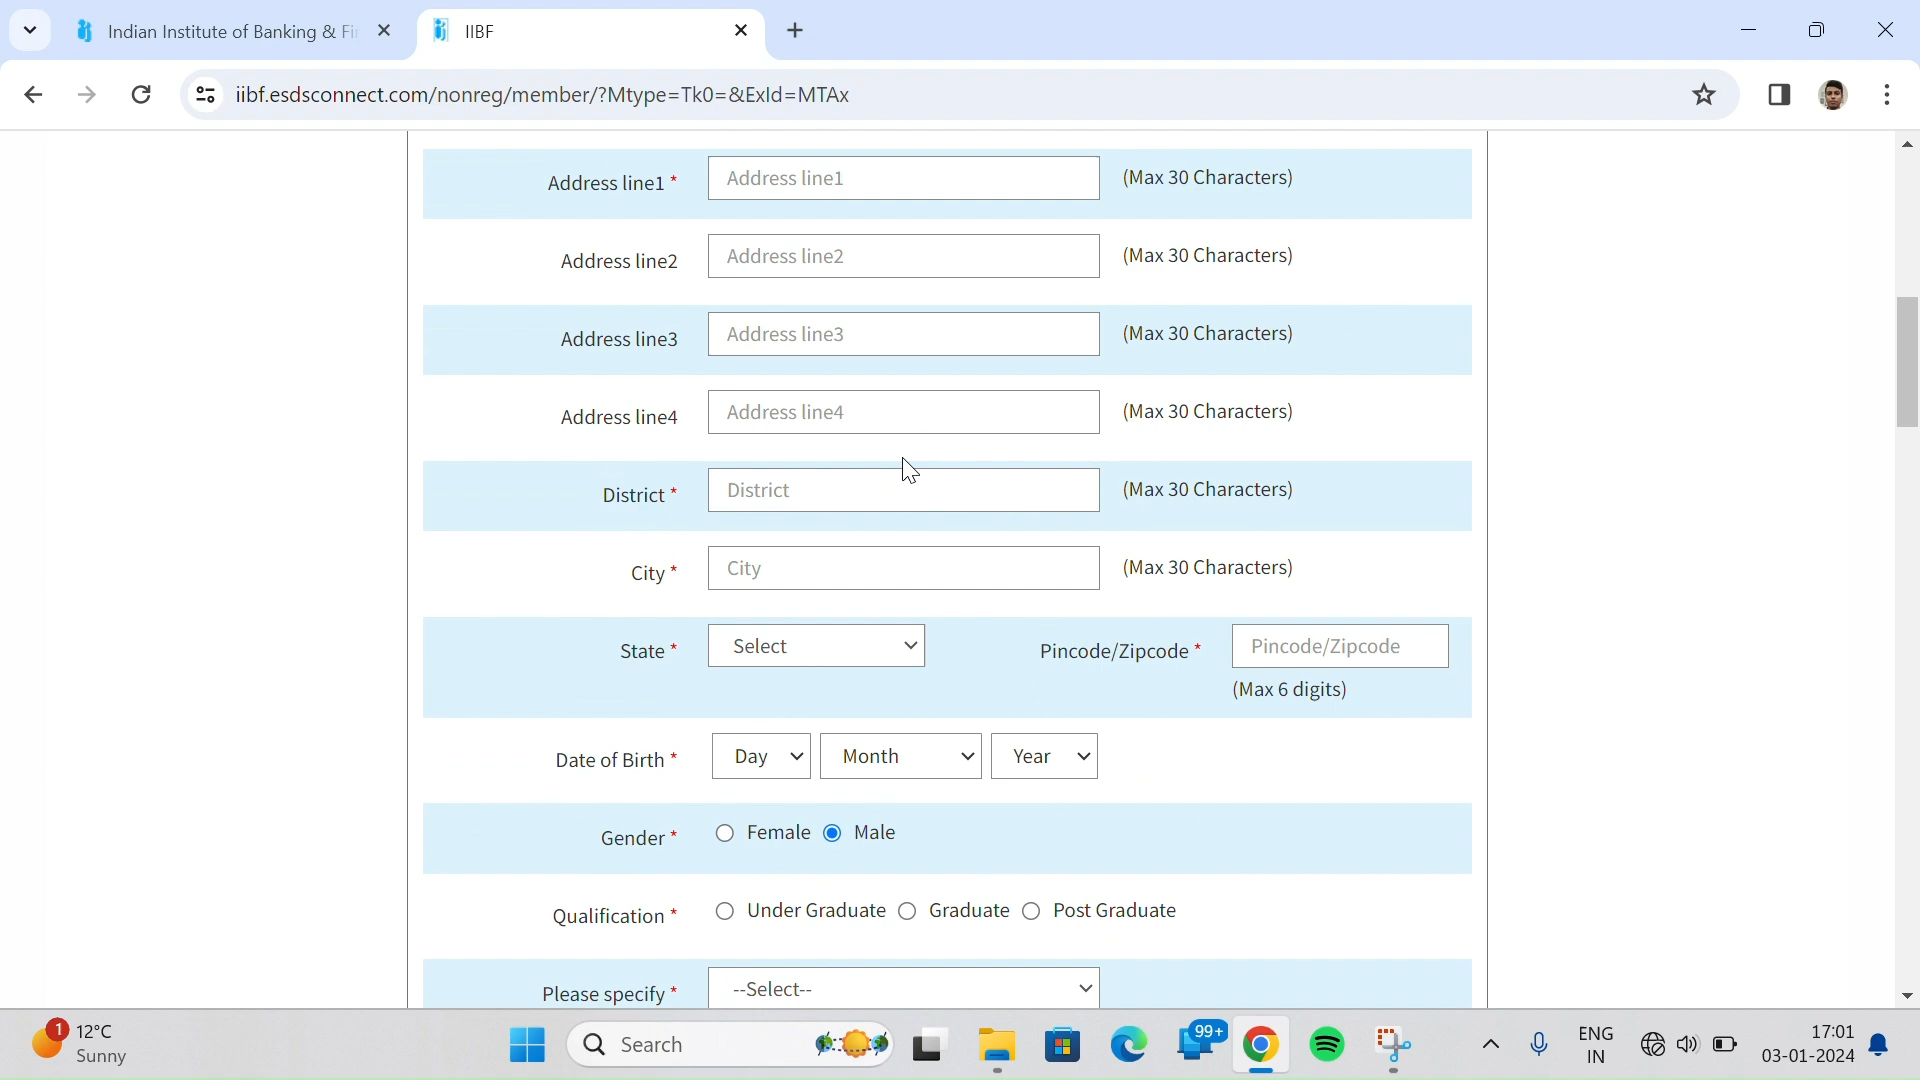 Indian Institute of Banking & Fi
IIBF
iibf.esdsconnect.com/nonreg/member/?Mtype=Tk0=&ExId=MTAx
Address line1 * Address line1 (Max 30 Characters)
Address line2 Address line2 (Max 30 Characters)
Address line3 Address line3 (Max 30 Characters)
Address line4 Address line4 (Max 30 Characters)
District * District (Max 30 Characters)
City * City (Max 30 Characters)
State * Select Pincode/Zipcode * Pincode/Zipcode
(Max 6 digits)
Date of Birth * Day Month Year
Gender * Female Male
Qualification * Under Graduate Graduate Post Graduate
Please specify * --Select--
1 12°C
Sunny
Search
99+
ENG
IN
17:01
03-01-2024